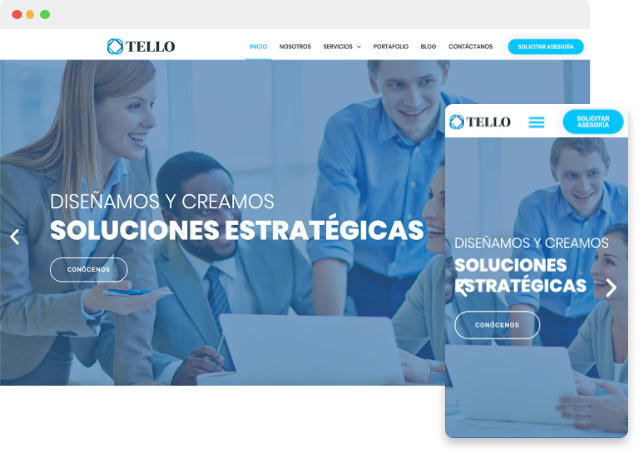 TELLO
INICIO NOSOTROS SERVICIOS PORTAFOLIO BLOG CONTÁCTANOS SOLICITAR ASESORÍA
DISEÑAMOS Y CREAMOS
SOLUCIONES ESTRATÉGICAS
CONÓCENOS
TELLO
SOLICITAR
ASESORÍA
DISEÑAMOS Y CREAMOS
SOLUCIONES
ESTRATÉGICAS
CONÓCENOS